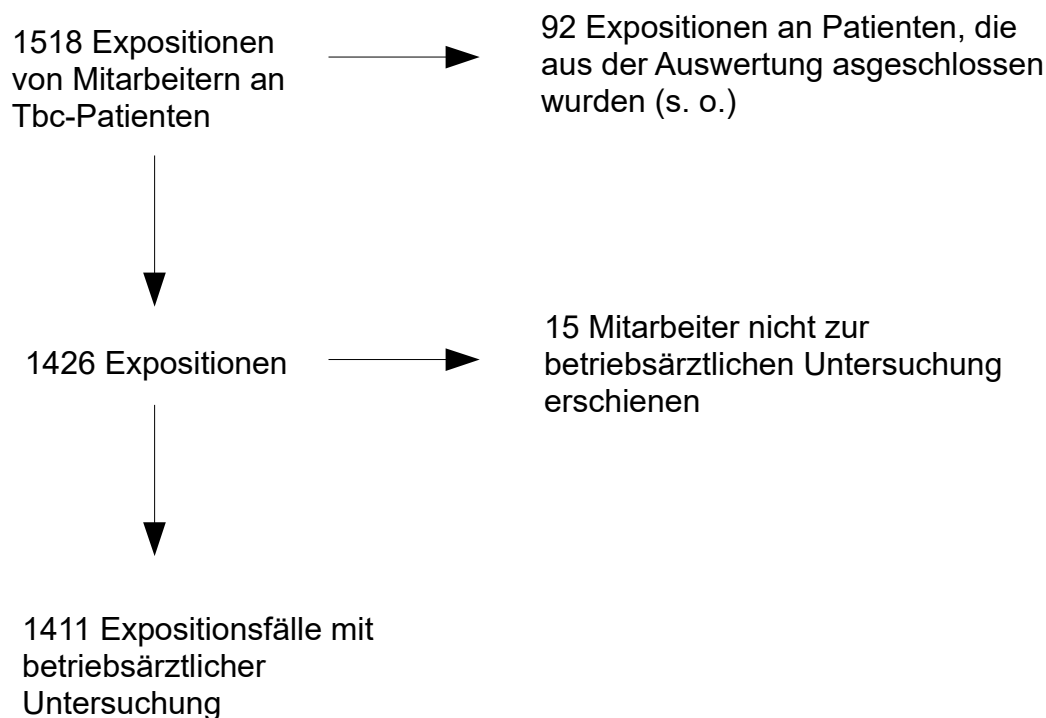 1518 Expositionen
von Mitarbeitern an
Tbc-Patienten
92 Expositionen an Patienten, die
aus der Auswertung asgeschlossen
wurden (s. o.)
1426 Expositionen
15 Mitarbeiter nicht zur
betriebsärztlichen Untersuchung
erschienen
1411 Expositionsfälle mit
betriebsärztlicher
Untersuchung